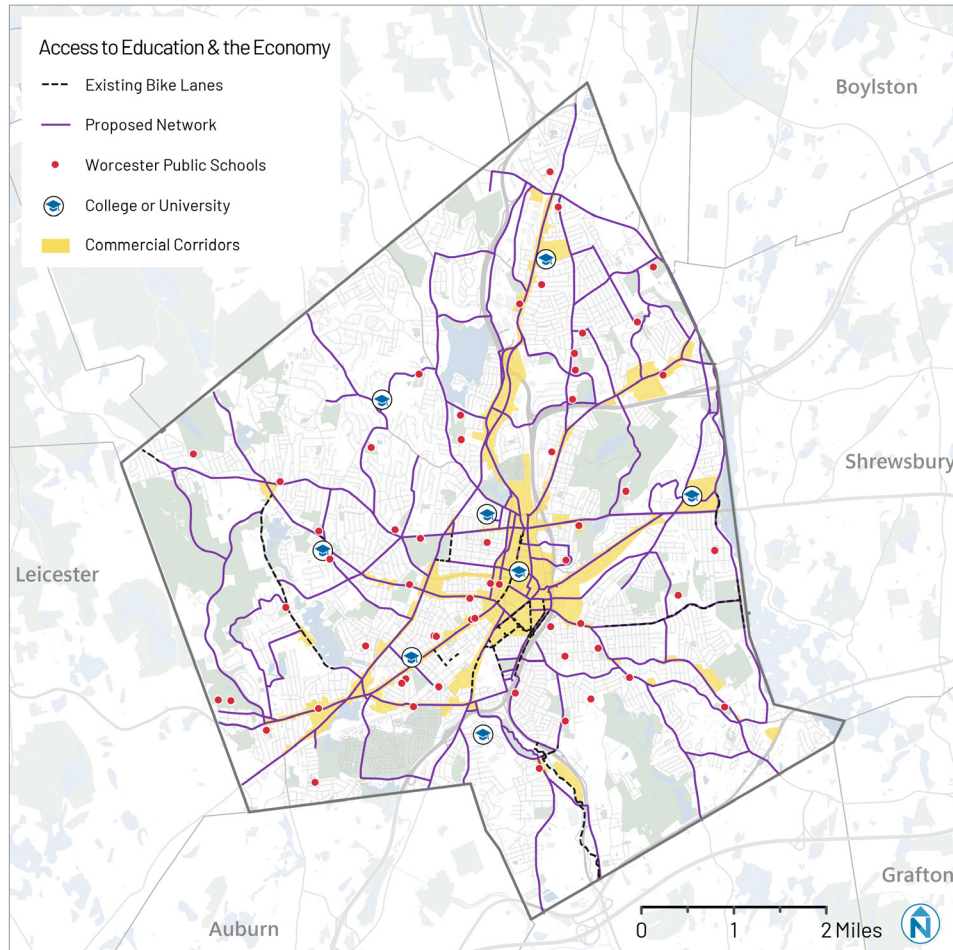 Access to Education & the Economy
Existing Bike Lanes
Proposed Network
Worcester Public Schools
College or University
Commercial Corridors
Boylston
Shrewsbury
Leicester
Grafton
Auburn
0 1 2 Miles
N